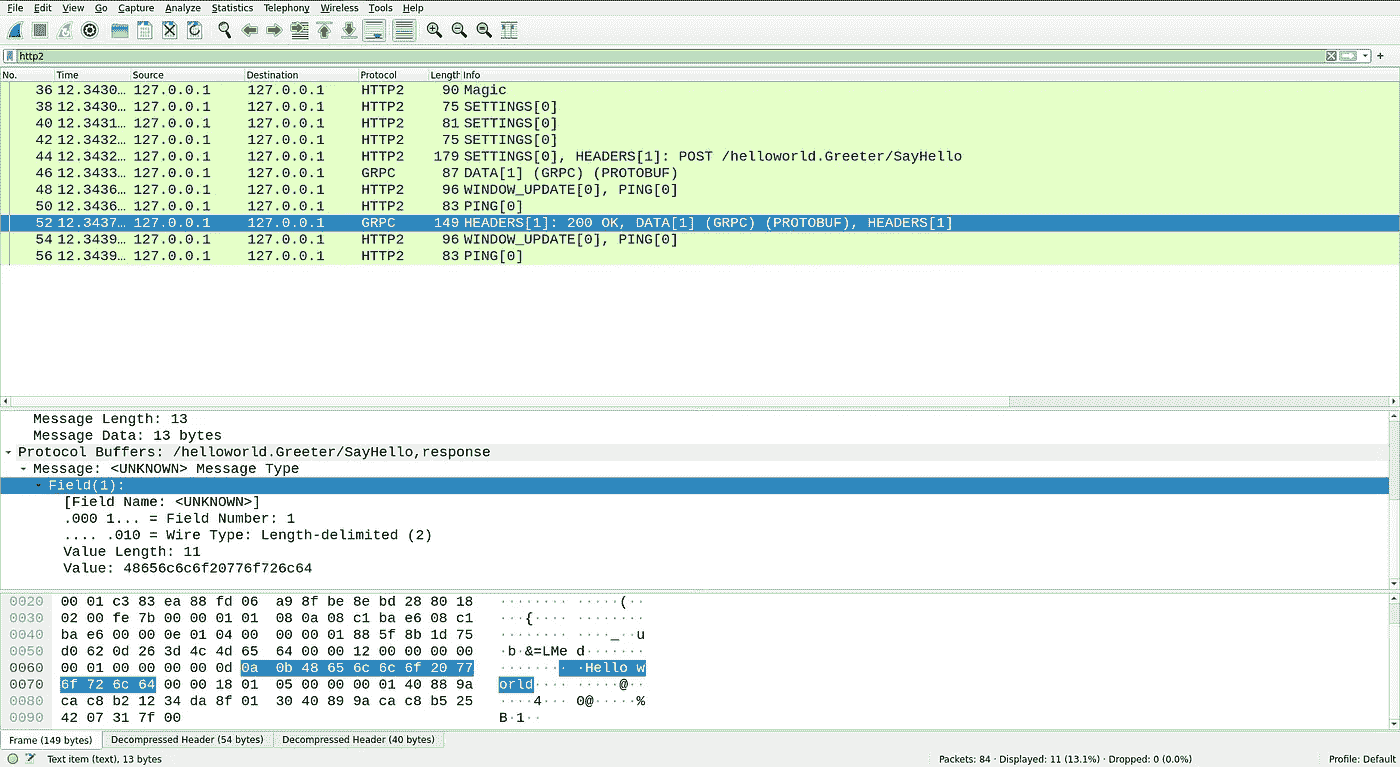 File Edit View Go Capture Analyze Statistics Telephony Wireless Tools Help
http2
No. Time Source Destination Protocol Length Info
36 12.3430… 127.0.0.1 127.0.0.1 HTTP2 90 Magic
38 12.3430… 127.0.0.1 127.0.0.1 HTTP2 75 SETTINGS[0]
40 12.3431… 127.0.0.1 127.0.0.1 HTTP2 81 SETTINGS[0]
42 12.3432… 127.0.0.1 127.0.0.1 HTTP2 75 SETTINGS[0]
44 12.3432… 127.0.0.1 127.0.0.1 HTTP2 179 SETTINGS[0], HEADERS[1]: POST /helloworld.Greeter/SayHello
46 12.3433… 127.0.0.1 127.0.0.1 GRPC 87 DATA[1] (GRPC) (PROTOBUF)
48 12.3436… 127.0.0.1 127.0.0.1 HTTP2 96 WINDOW_UPDATE[0], PING[0]
50 12.3436… 127.0.0.1 127.0.0.1 HTTP2 83 PING[0]
52 12.3437… 127.0.0.1 127.0.0.1 GRPC 149 HEADERS[1]: 200 OK, DATA[1] (GRPC) (PROTOBUF), HEADERS[1]
54 12.3439… 127.0.0.1 127.0.0.1 HTTP2 96 WINDOW_UPDATE[0], PING[0]
56 12.3439… 127.0.0.1 127.0.0.1 HTTP2 83 PING[0]
Message Length: 13
Message Data: 13 bytes
Protocol Buffers: /helloworld.Greeter/SayHello,response
Message: <UNKNOWN> Message Type
Field(1):
[Field Name: <UNKNOWN>]
.000 1... = Field Number: 1
.... .010 = Wire Type: Length-delimited (2)
Value Length: 11
Value: 48656c6c6f20776f726c64
0020 00 01 c3 83 ea 88 fd 06 a9 8f be 8e bd 28 80 18 ········ ·····(··
0030 02 00 fe 7b 00 00 01 01 08 0a 08 c1 ba e6 08 c1 ···{···· ········
0040 ba e6 00 00 0e 01 04 00 00 00 01 88 5f 8b 1d 75 ········ ····_··u
0050 d0 62 0d 26 3d 4c 4d 65 64 00 00 12 00 00 00 00 ·b·&=LMe d·······
0060 00 01 00 00 00 00 0d 0a 0b 48 65 6c 6c 6f 20 77 ········ ·Hello w
0070 6f 72 6c 64 00 00 18 01 05 00 00 00 01 40 88 9a orld···· ·····@··
0080 ca c8 b2 12 34 da 8f 01 30 40 89 9a ca c8 b5 25 ····4··· 0@·····%
0090 42 07 31 7f 00 B·1··
Frame (149 bytes) Decompressed Header (54 bytes) Decompressed Header (40 bytes)
Text item (text), 13 bytes Packets: 84 · Displayed: 11 (13.1%) · Dropped: 0 (0.0%) Profile: Default